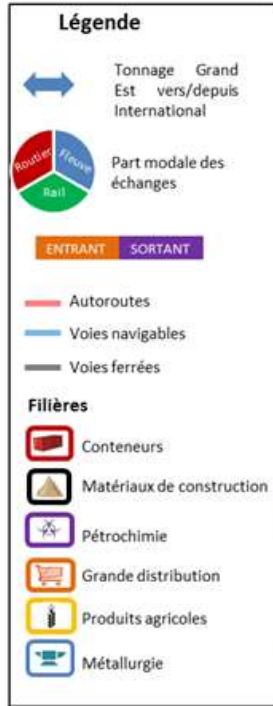 Légende
Tonnage Grand
Est vers/depuis
International
Routier
Fleuve
Rail
Part modale des
échanges
ENTRANT SORTANT
Autoroutes
Voies navigables
Voies ferrées
Filières
Conteneurs
Matériaux de construction
Pétrochimie
Grande distribution
Produits agricoles
Métallurgie